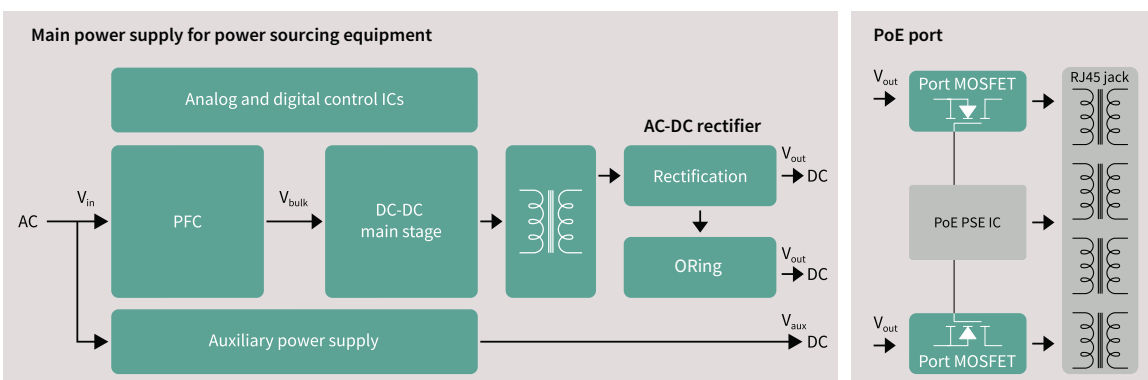 Main power supply for power sourcing equipment
Analog and digital control ICs
AC-DC rectifier
AC
Vin
PFC
Vbulk
DC-DC
main stage
Rectification
Vout
DC
ORing
Vout
DC
Auxiliary power supply
Vaux
DC
PoE port
Vout
Port MOSFET
RJ45 jack
PoE PSE IC
Vout
Port MOSFET